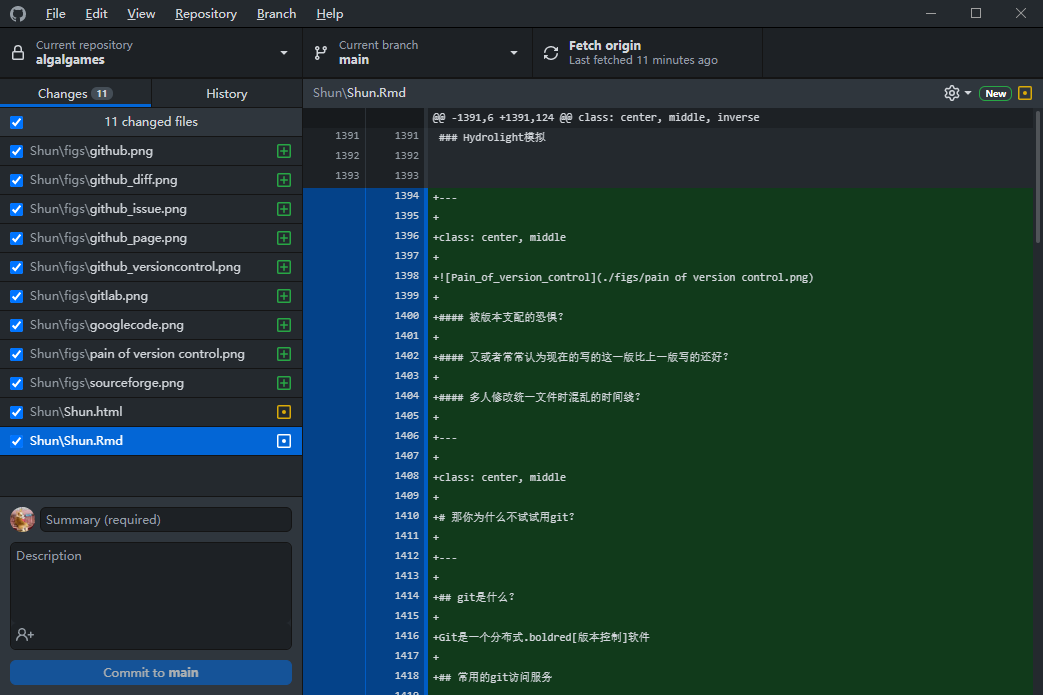 File Edit View Repository Branch Help
Current repository
algalgames
Current branch
main
Fetch origin
Last fetched 11 minutes ago
Changes 11
History
11 changed files
Shun\figs\github.png
Shun\figs\github_diff.png
Shun\figs\github_issue.png
Shun\figs\github_page.png
Shun\figs\github_versioncontrol.png
Shun\figs\gitlab.png
Shun\figs\googlecode.png
Shun\figs\pain of version control.png
Shun\figs\sourceforge.png
Shun\Shun.html
Shun\Shun.Rmd
Summary (required)
Description
Commit to main
Shun\Shun.Rmd
New
@@ -1391,6 +1391,124 @@ class: center, middle, inverse
1391 1391 ### Hydrolight模拟
1392 1392
1393 1393
1394 +---
1395 +
1396 +class: center, middle
1397 +
1398 +![Pain_of_version_control](./figs/pain of version control.png)
1399 +
1400 +#### 被版本支配的恐惧?
1401 +
1402 +#### 又或者常常认为现在的写的这一版比上一版写的还好?
1403 +
1404 +#### 多人修改统一文件时混乱的时间线?
1405 +
1406 +---
1407 +
1408 +class: center, middle
1409 +
1410 +# 那你为什么不试试用git?
1411 +
1412 +---
1413 +
1414 +## git是什么?
1415 +
1416 +Git是一个分布式.boldred[版本控制]软件
1417 +
1418 +## 常用的git访问服务